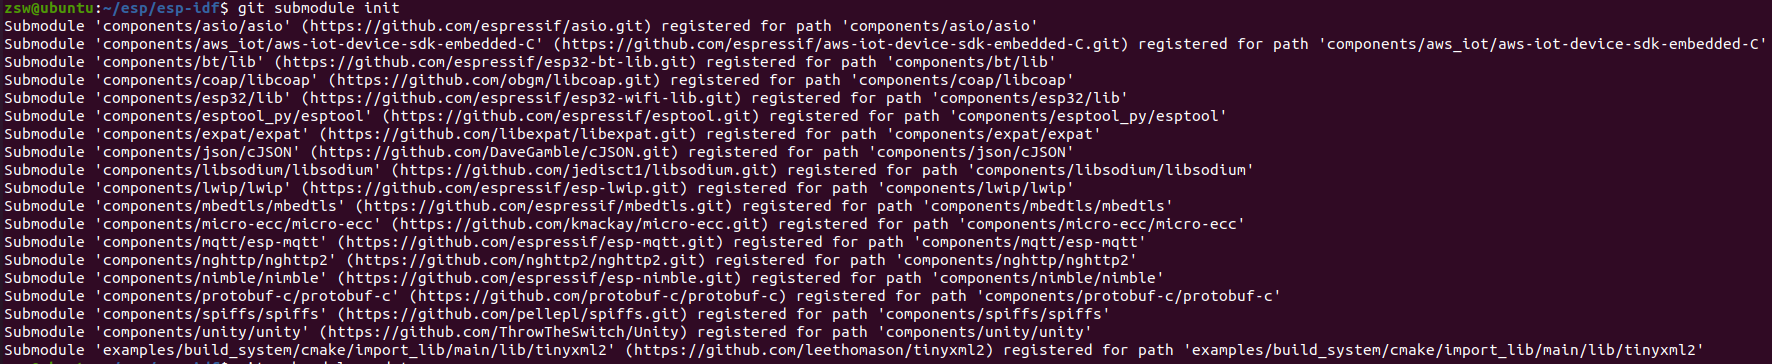 zsw@ubuntu:~/esp/esp-idf$ git submodule init
Submodule 'components/asio/asio' (https://github.com/espressif/asio.git) registered for path 'components/asio/asio'
Submodule 'components/aws_iot/aws-iot-device-sdk-embedded-C' (https://github.com/espressif/aws-iot-device-sdk-embedded-C.git) registered for path 'components/aws_iot/aws-iot-device-sdk-embedded-C'
Submodule 'components/bt/lib' (https://github.com/espressif/esp32-bt-lib.git) registered for path 'components/bt/lib'
Submodule 'components/coap/libcoap' (https://github.com/obgm/libcoap.git) registered for path 'components/coap/libcoap'
Submodule 'components/esp32/lib' (https://github.com/espressif/esp32-wifi-lib.git) registered for path 'components/esp32/lib'
Submodule 'components/esptool_py/esptool' (https://github.com/espressif/esptool.git) registered for path 'components/esptool_py/esptool'
Submodule 'components/expat/expat' (https://github.com/libexpat/libexpat.git) registered for path 'components/expat/expat'
Submodule 'components/json/cJSON' (https://github.com/DaveGamble/cJSON.git) registered for path 'components/json/cJSON'
Submodule 'components/libsodium/libsodium' (https://github.com/jedisct1/libsodium.git) registered for path 'components/libsodium/libsodium'
Submodule 'components/lwip/lwip' (https://github.com/espressif/esp-lwip.git) registered for path 'components/lwip/lwip'
Submodule 'components/mbedtls/mbedtls' (https://github.com/espressif/mbedtls.git) registered for path 'components/mbedtls/mbedtls'
Submodule 'components/micro-ecc/micro-ecc' (https://github.com/kmackay/micro-ecc.git) registered for path 'components/micro-ecc/micro-ecc'
Submodule 'components/mqtt/esp-mqtt' (https://github.com/espressif/esp-mqtt.git) registered for path 'components/mqtt/esp-mqtt'
Submodule 'components/nghttp/nghttp2' (https://github.com/nghttp2/nghttp2.git) registered for path 'components/nghttp/nghttp2'
Submodule 'components/nimble/nimble' (https://github.com/espressif/esp-nimble.git) registered for path 'components/nimble/nimble'
Submodule 'components/protobuf-c/protobuf-c' (https://github.com/protobuf-c/protobuf-c) registered for path 'components/protobuf-c/protobuf-c'
Submodule 'components/spiffs/spiffs' (https://github.com/pellepl/spiffs.git) registered for path 'components/spiffs/spiffs'
Submodule 'components/unity/unity' (https://github.com/ThrowTheSwitch/Unity) registered for path 'components/unity/unity'
Submodule 'examples/build_system/cmake/import_lib/main/lib/tinyxml2' (https://github.com/leethomason/tinyxml2) registered for path 'examples/build_system/cmake/import_lib/main/lib/tinyxml2'